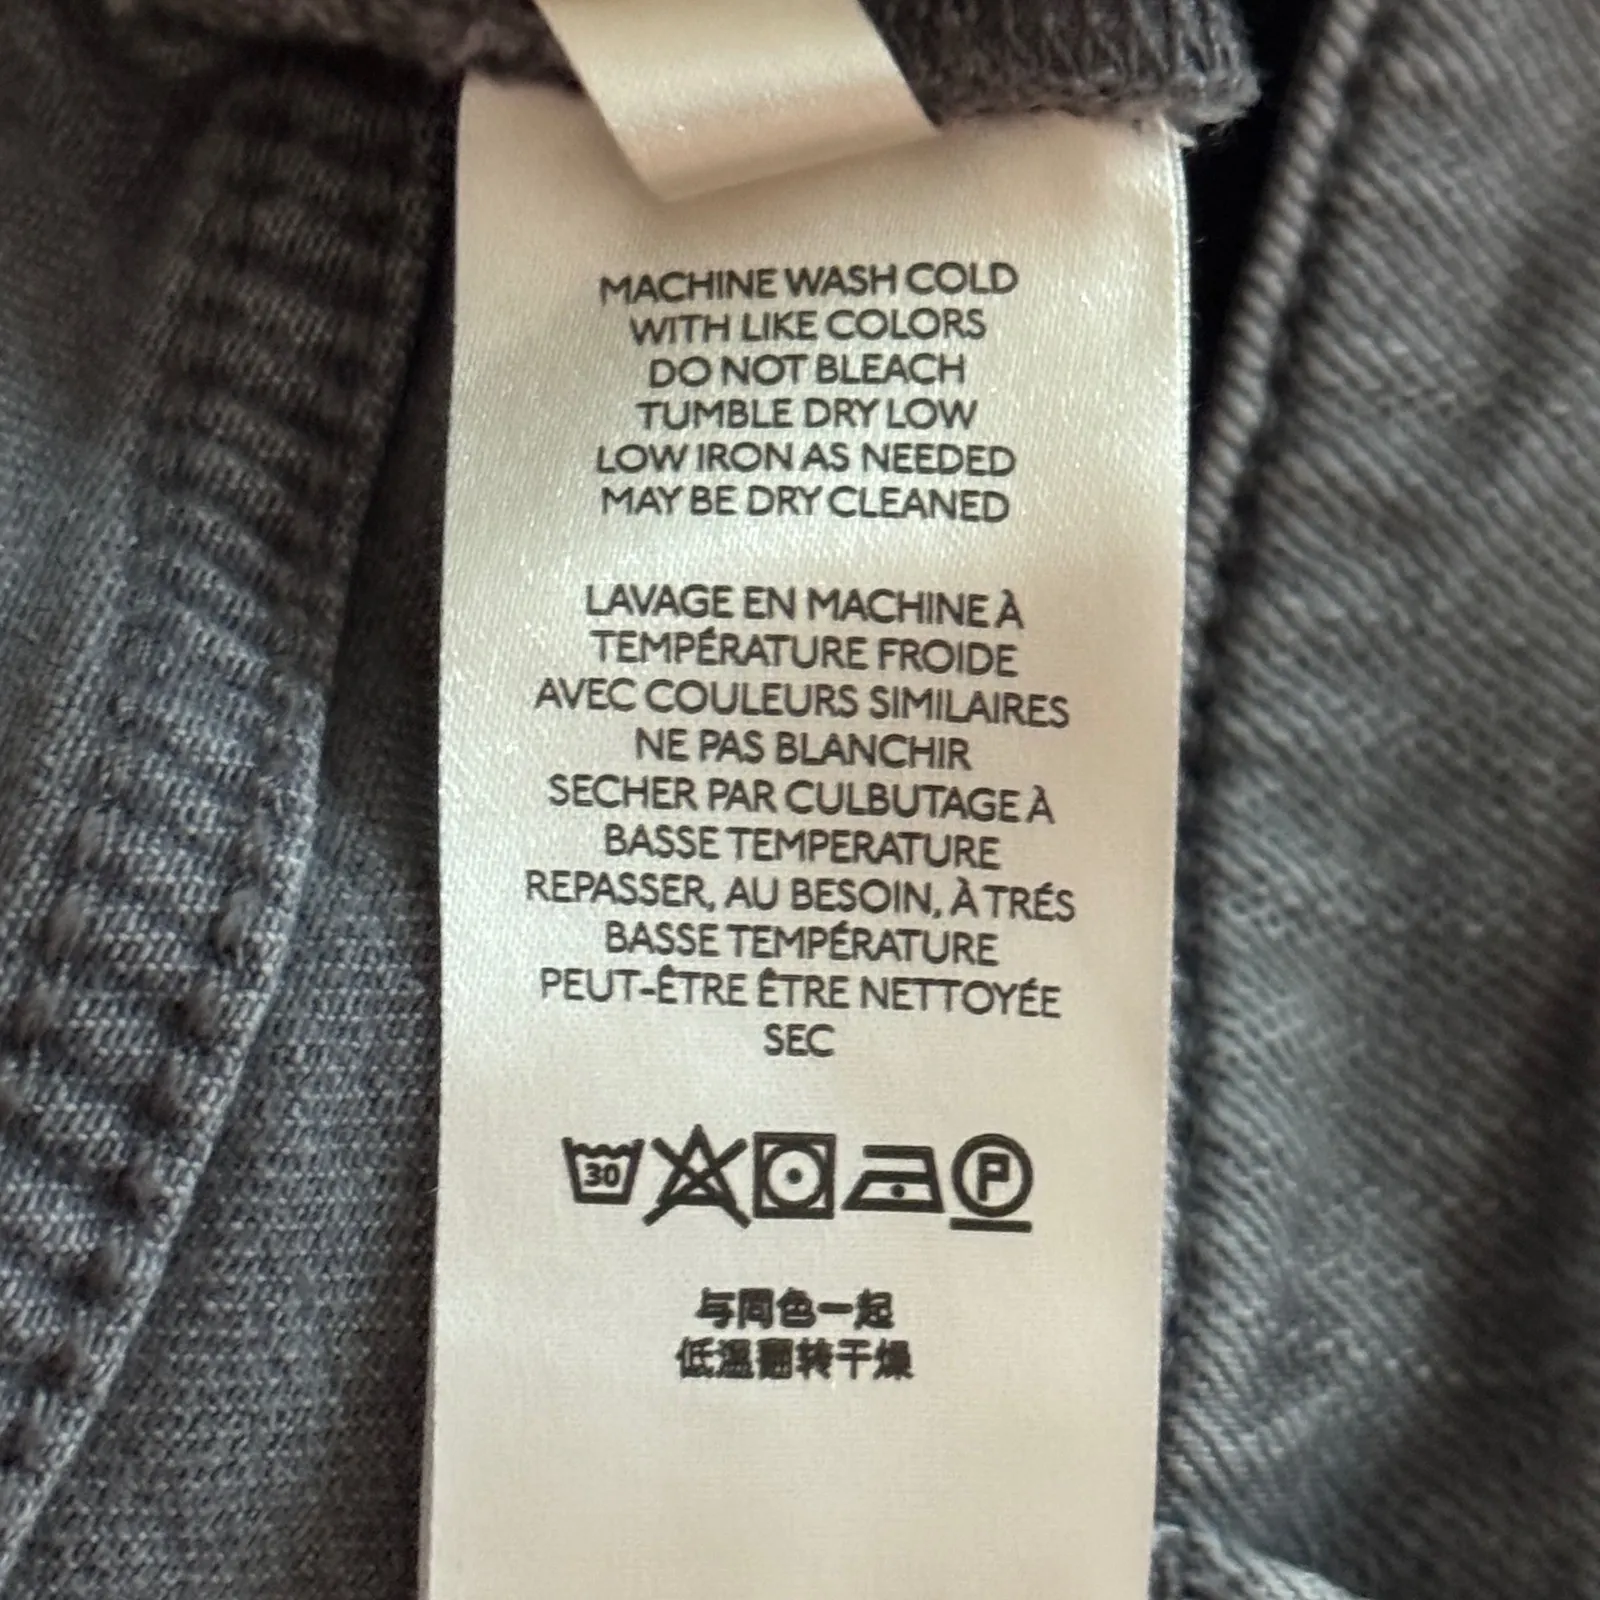 MACHINE WASH COLD
WITH LIKE COLORS
DO NOT BLEACH
TUMBLE DRY LOW
LOW IRON AS NEEDED
MAY BE DRY CLEANED
LAVAGE EN MACHINE À
TEMPÉRATURE FROIDE
AVEC COULEURS SIMILAIRES
NE PAS BLANCHIR
SECHER PAR CULBUTAGE À
BASSE TEMPERATURE
REPASSER, AU BESOIN, À TRÉS
BASSE TEMPÉRATURE
PEUT-ÊTRE ÊTRE NETTOYÉE
SEC
30 P
与同色一起
低温翻转干燥